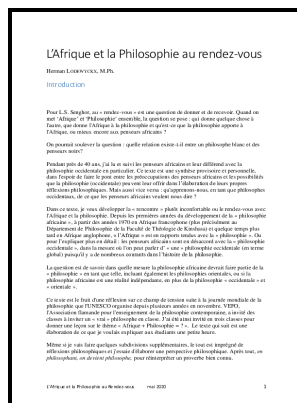 L'Afrique et la Philosophie au rendez-vous
Herman LODEWYCKX, M.Ph.
Introduction
Pour L.S. Senghor, au « rendez-vous » est une question de donner et de recevoir. Quand on
met 'Afrique' et 'Philosophie' ensemble, la question se pose : qui donne quelque chose à
l'autre, que donne l'Afrique à la philosophie et qu'est-ce que la philosophie apporte à
l'Afrique, ou mieux encore aux penseurs africains ?
On pourrait soulever la question : quelle relation existe-t-il entre un philosophe blanc et des
penseurs noirs?
Pendant près de 40 ans, j'ai lu et suivi les penseurs africains et leur différend avec la
philosophie occidentale en particulier. Ce texte est une synthèse provisoire et personnelle,
dans l'espoir de faire le pont entre les préoccupations des penseurs africains et les possibilités
que la philosophie (occidentale) peut vous leur offrir dans l'élaboration de leurs propres
réflexions philosophiques. Mais aussi vice versa : qu'apprenons-nous, en tant que philosophes
occidentaux, de ce que les penseurs africains veulent nous dire ?
Dans ce texte, je veux développer la « rencontre » plutôt inconfortable ou le rendez-vous avec
l'Afrique et la philosophie. Depuis les premières années du développement de la « philosophie
africaine », à partir des années 1970 en Afrique francophone (plus précisément au
Département de Philosophie de la Faculté de Théologie de Kinshasa) et quelque temps plus
tard en Afrique anglophone, « l'Afrique » est en rapports tendus avec la « philosophie ». Ou
pour l'expliquer plus en détail : les penseurs africains sont en désaccord avec la « philosophie
occidentale », dans la mesure où l'on peut parler d' « une » philosophie occidentale (en terme
global) puisqu'il y a de nombreux contrasts dans l'histoire de la philosophie.
La question est de savoir dans quelle mesure la philosophie africaine devrait faire partie de la
« philosophie » en tant que telle, incluant également les philosophies orientales, ou si la
philosophie africaine est une réalité indépendante, en plus de la philosophie « occidentale » et
« orientale ».
Ce texte est le fruit d'une réflexion sur ce champ de tension suite à la journée mondiale de la
philosophie que l'UNESCO organise depuis plusieurs années en novembre. VEFO,
l'Association flamande pour l'enseignement de la philosophie contemporaine, a invité des
classes à inviter un « vrai » philosophe en classe. J'ai été ainsi invité en trois classes pour
donner une leçon sur le thème « Afrique + Philosophie = ? ». Le texte qui suit est une
élaboration de ce que je voulais expliquer aux étudiants une petite heure.
Même si je vais faire quelques subdivisions supplémentaires, le tout est imprégné de
réflexions philosophiques et j'essaie d'élaborer une perspective philosophique. Après tout, en
philosophant, on devient philosophe, pour réinterpréter un proverbe bien connu.
L'Afrique et la Philosophie au Rendez-vous mai 2020 1